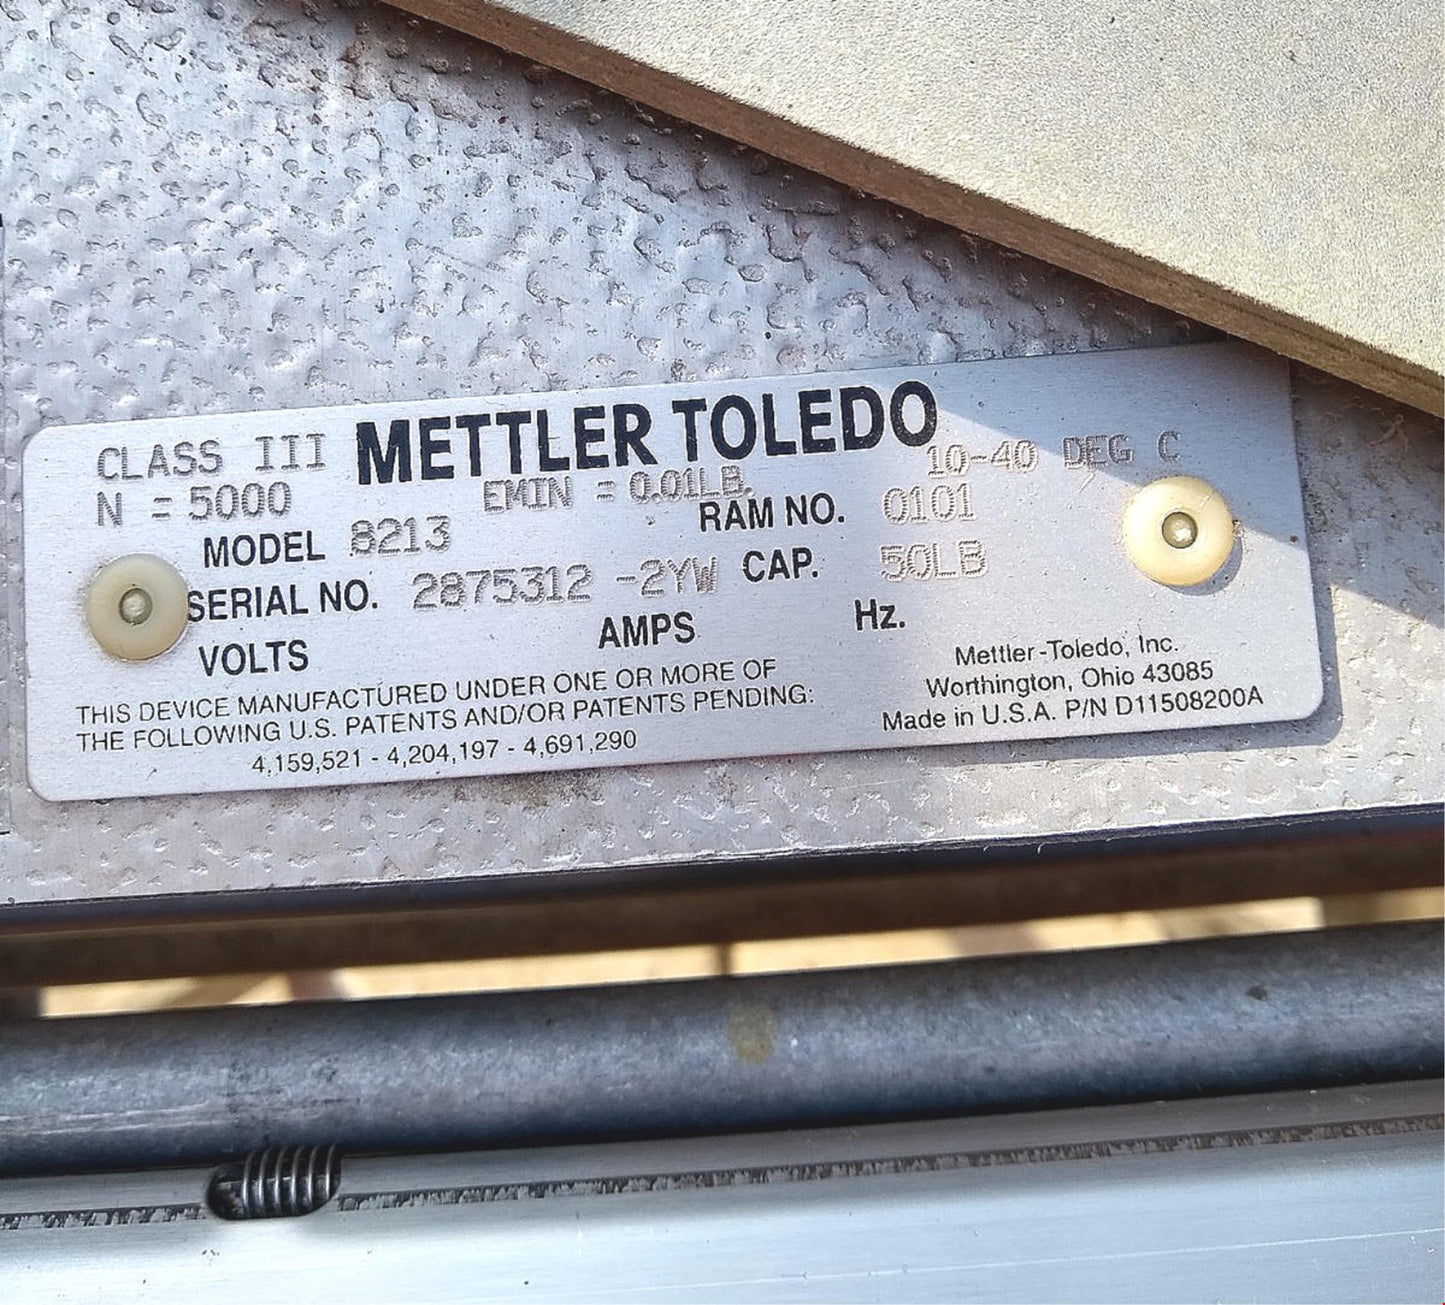 METTLER TOLEDO
CLASS III
10-40 DEG C
N = 5000
EMIN = 0.01LB.
MODEL 8213
RAM NO. 0101
SERIAL NO. 2875312 -2YW
CAP. 50LB
VOLTS
AMPS
Hz.
THIS DEVICE MANUFACTURED UNDER ONE OR MORE OF
THE FOLLOWING U.S. PATENTS AND/OR PATENTS PENDING:
4,159,521 - 4,204,197 - 4,691,290
Mettler-Toledo, Inc.
Worthington, Ohio 43085
Made in U.S.A. P/N D11508200A